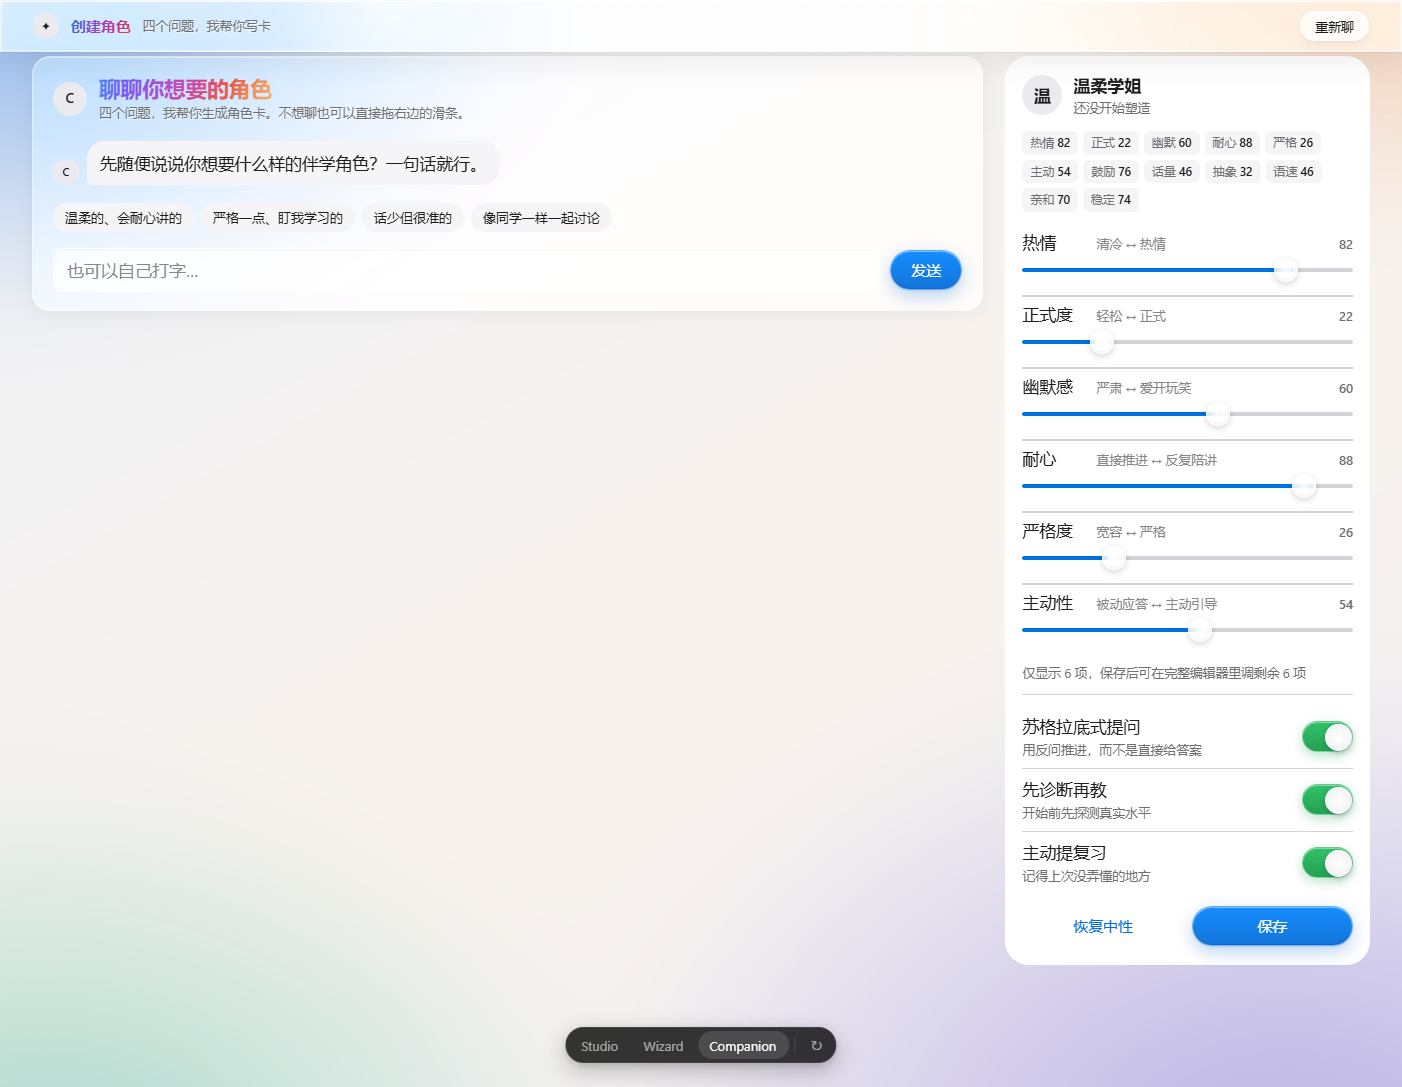 ✦ 创建角色 四个问题，我帮你写卡 重新聊
C 聊聊你想要的角色
四个问题，我帮你生成角色卡。不想聊也可以直接拖右边的滑条。
C 先随便说说你想要什么样的伴学角色？一句话就行。
温柔的、会耐心讲的 严格一点、盯我学习的 话少但很准的 像同学一样一起讨论
也可以自己打字... 发送
温 温柔学姐
还没开始塑造
热情 82 正式 22 幽默 60 耐心 88 严格 26
主动 54 鼓励 76 话量 46 抽象 32 语速 46
亲和 70 稳定 74
热情 清冷 ↔ 热情 82
正式度 轻松 ↔ 正式 22
幽默感 严肃 ↔ 爱开玩笑 60
耐心 直接推进 ↔ 反复陪讲 88
严格度 宽容 ↔ 严格 26
主动性 被动应答 ↔ 主动引导 54
仅显示 6 项，保存后可在完整编辑器里调剩余 6 项
苏格拉底式提问
用反问推进，而不是直接给答案
先诊断再教
开始前先探测真实水平
主动提复习
记得上次没弄懂的地方
恢复中性 保存
Studio Wizard Companion ↻